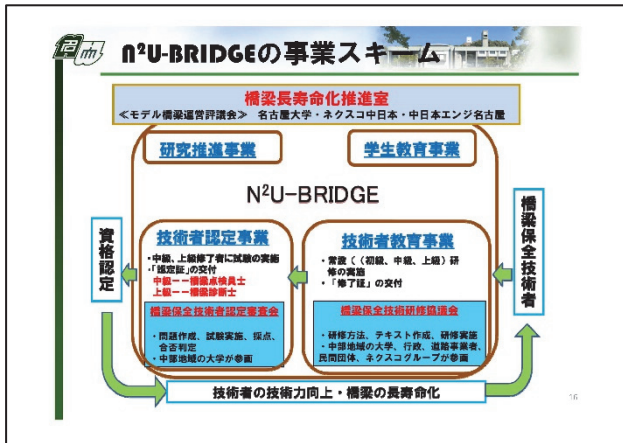 N²U-BRIDGEの事業スキーム
橋梁長寿命化推進室
≪モデル橋梁運営評議会≫ 名古屋大学・ネクスコ中日本・中日本エンジ名古屋
研究推進事業
学生教育事業
N²U-BRIDGE
資格認定
技術者認定事業
・中級、上級修了者に試験の実施
・「認定証」の交付
中級ーー橋梁点検士
上級ーー橋梁診断士
橋梁保全技術者認定審査会
・問題作成、試験実施、採点、
合否判定
・中部地域の大学が参画
技術者教育事業
・常設（（初級、中級、上級）研
修の実施
・「修了証」の交付
橋梁保全技術研修協議会
・研修方法、テキスト作成、研修実施
・中部地域の大学、行政、道路事業者、
民間団体、ネクスコグループが参画
橋梁保全技術者
技術者の技術力向上・橋梁の長寿命化
16